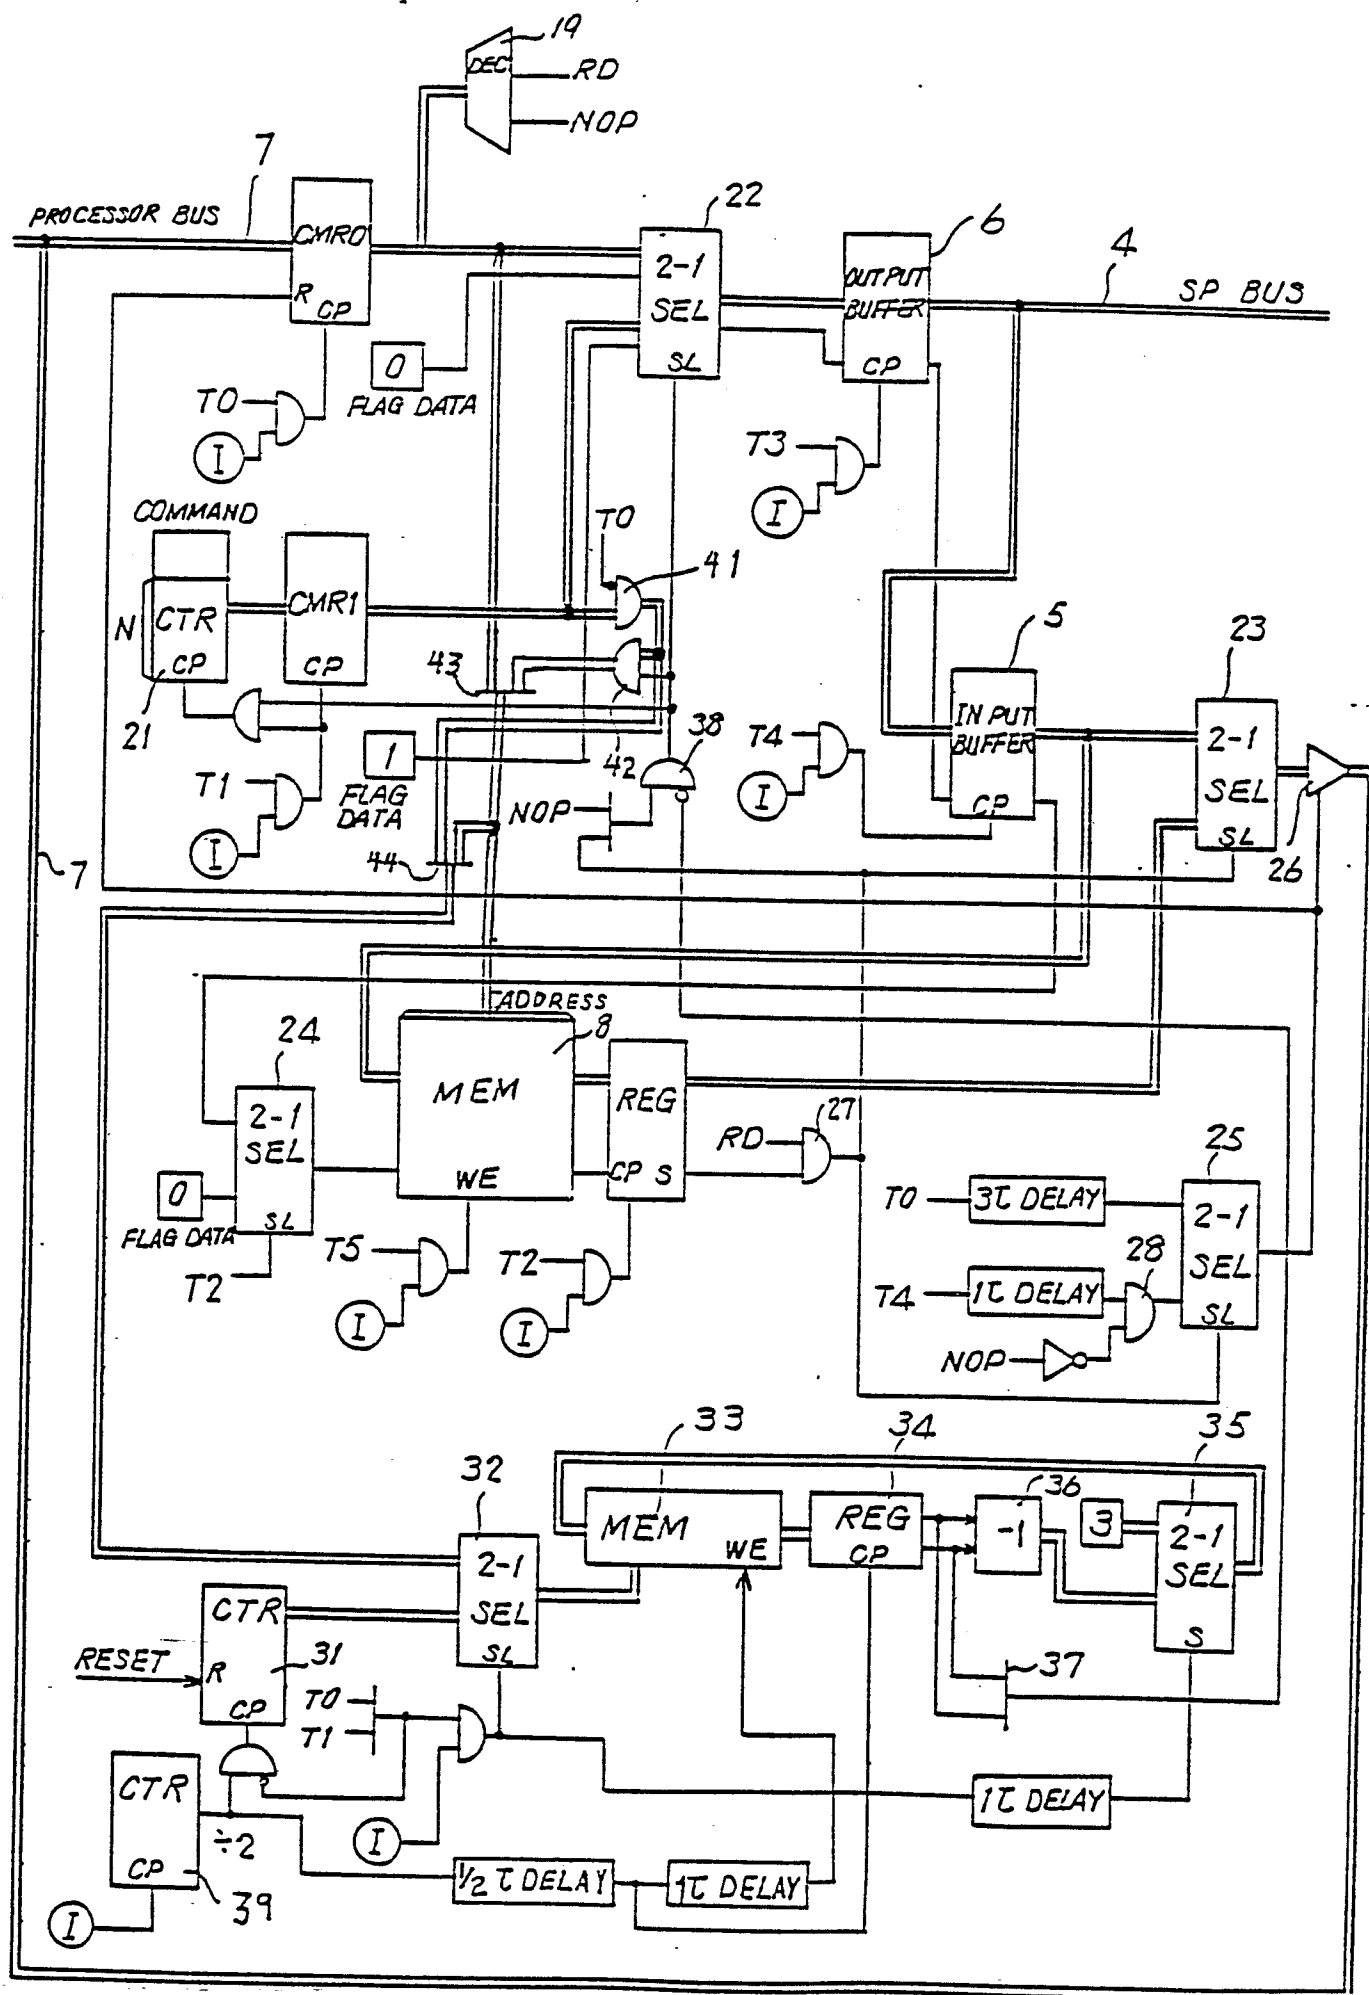 19
DEC
RD
NOP
7
PROCESSOR BUS
CMR0
R
CP
22
2-1
SEL
SL
6
OUTPUT
BUFFER
CP
4
SP BUS
0
FLAG DATA
T0
I
T3
I
COMMAND
N
CTR
CP
21
CMR1
CP
T0
41
43
42
5
INPUT
BUFFER
CP
23
2-1
SEL
SL
26
T4
I
38
1
FLAG
DATA
NOP
T1
I
44
7
ADDRESS
8
MEM
WE
24
2-1
SEL
SL
0
FLAG DATA
T2
REG
CP S
RD
27
25
T0
3τ DELAY
2-1
SEL
SL
28
T4
1τ DELAY
NOP
T5
I
T2
I
33
34
35
32
MEM
WE
REG
CP
36
-1
3
2-1
SEL
S
2-1
SEL
SL
CTR
31
R
CP
RESET
37
T0
T1
CTR
CP
39
÷2
I
I
1τ DELAY
1/2 τ DELAY
1τ DELAY